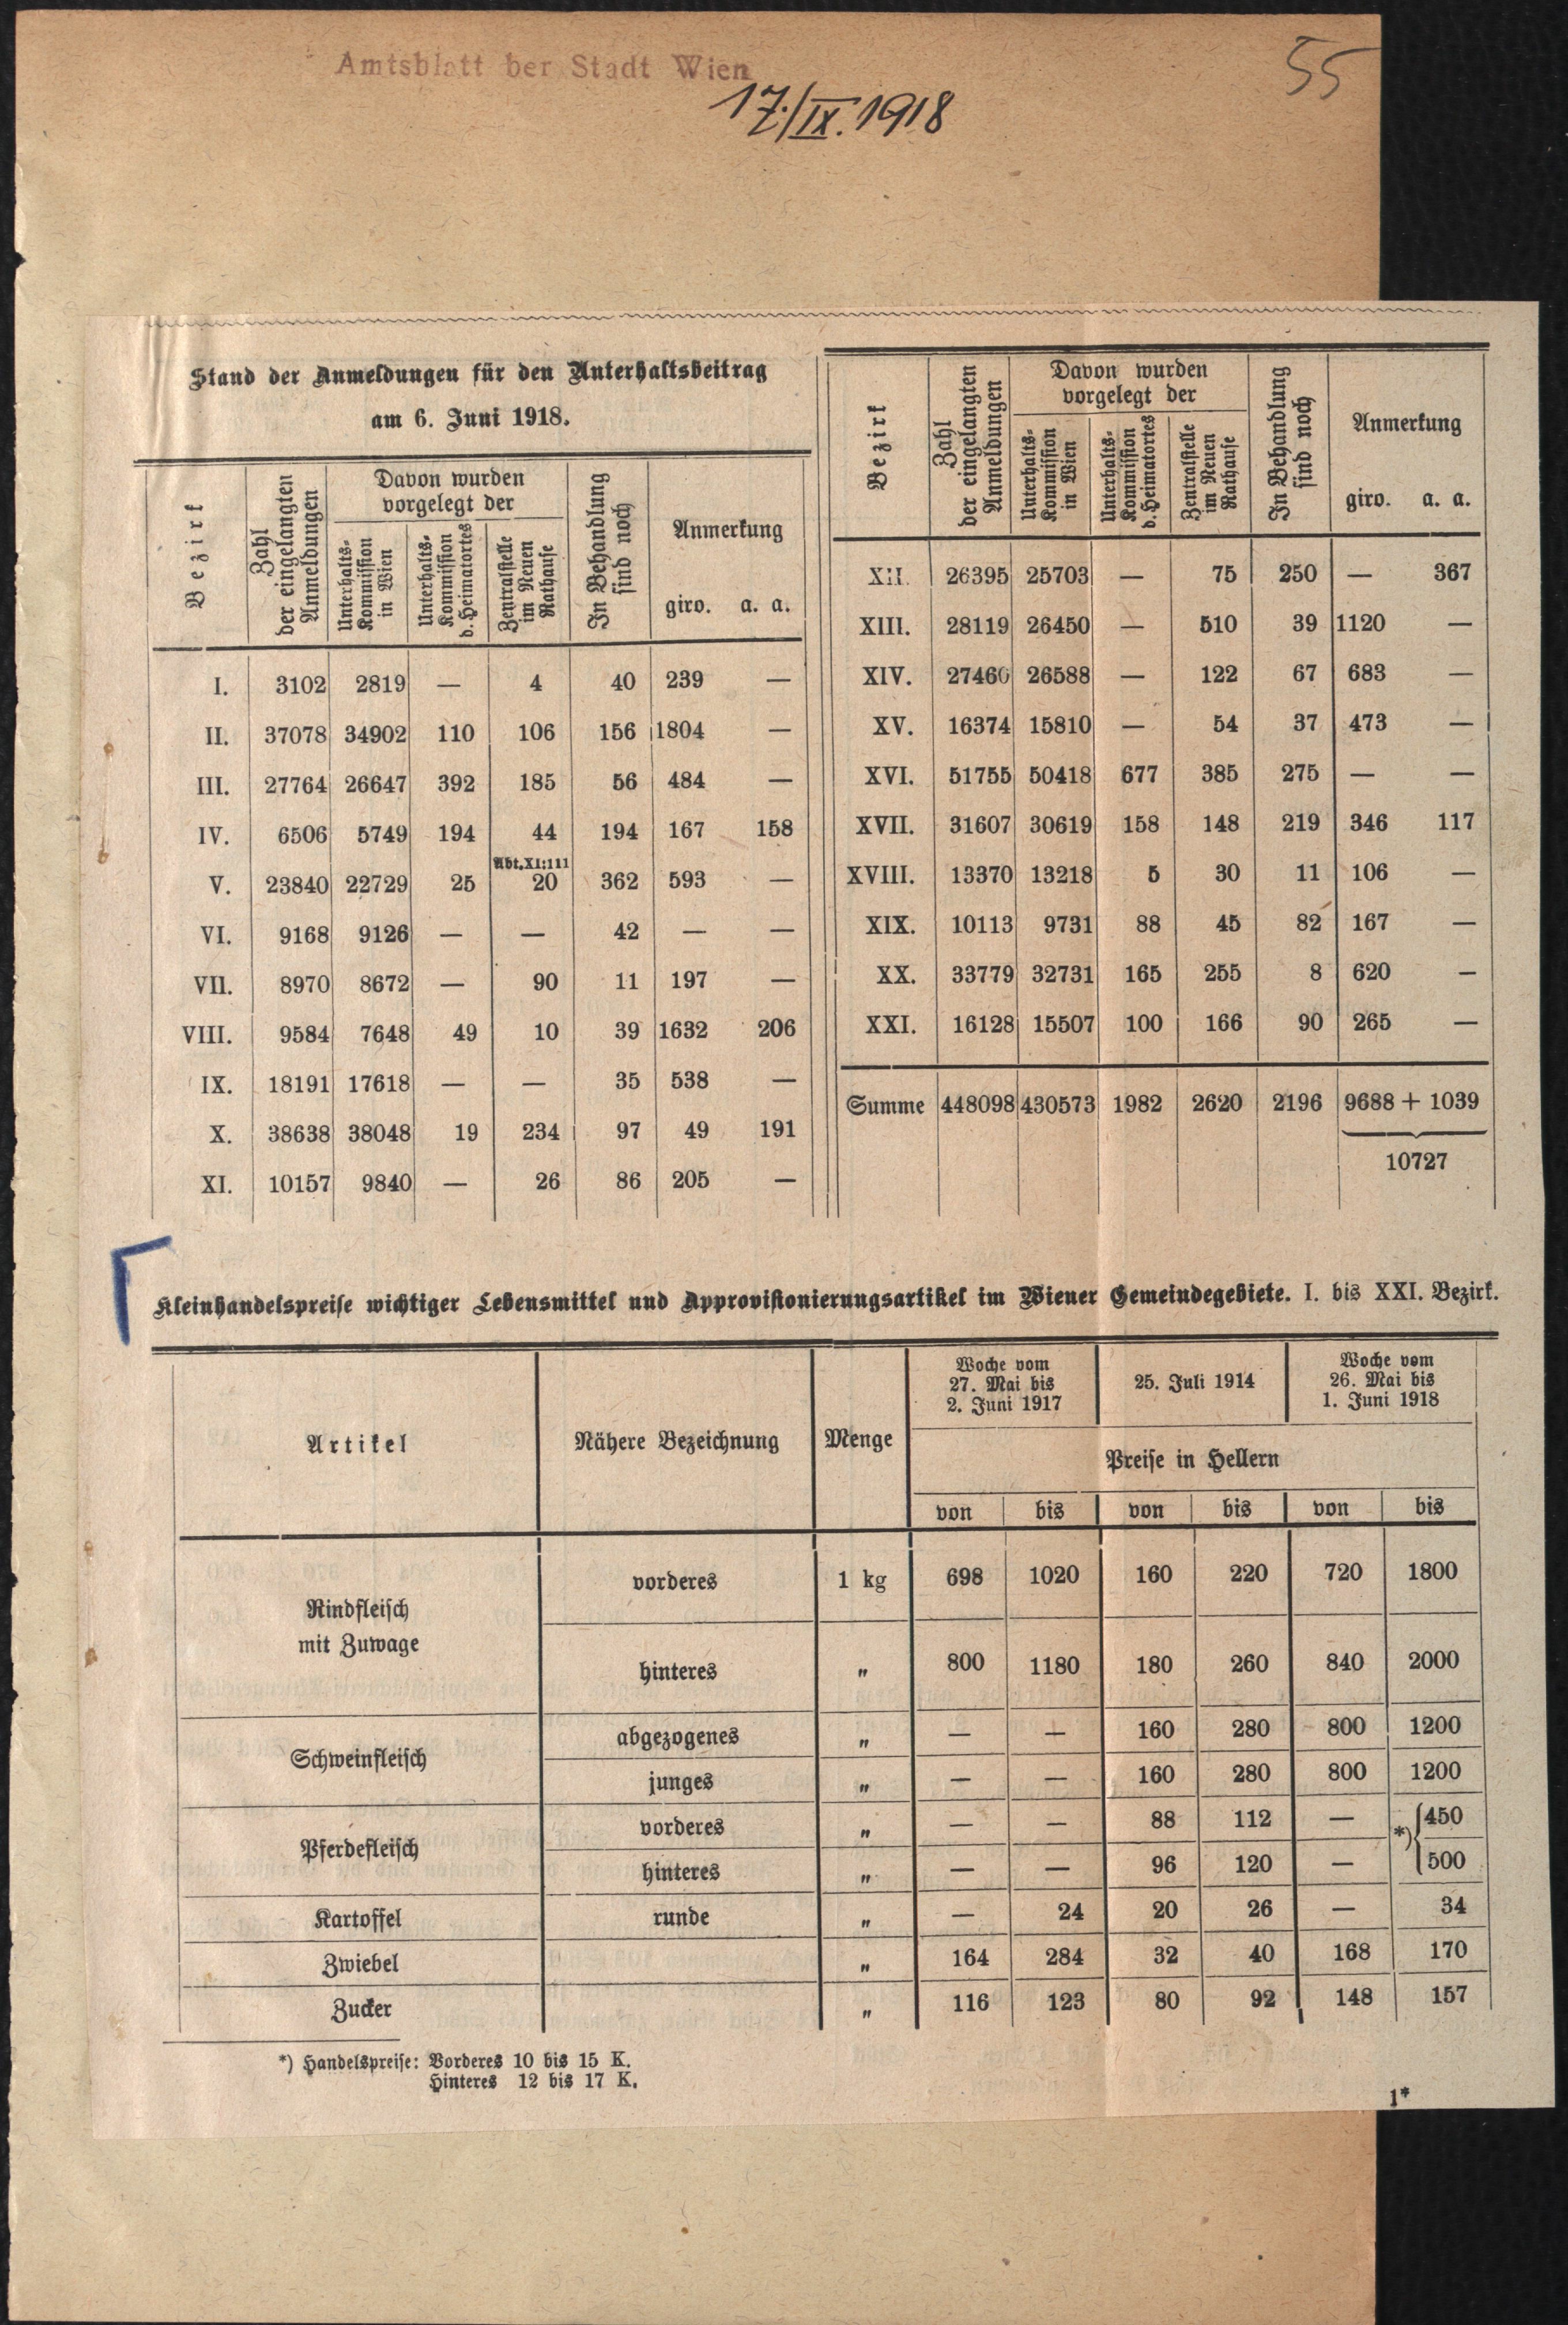 Amtsblatt der Stadt Wien
17./IX. 1918
55
Stand der Anmeldungen für den Unterhaltsbeitrag
am 6. Juni 1918.
Bezirk | Zahl der eingelangten Anmeldungen | Davon wurden vorgelegt der | In Behandlung sind noch | Anmerkung
Unterhalts-Kommission in Wien | Unterhalts-Kommission d. Heimatortes | Zentralstelle im Neuen Rathause | giro. a. a.
I. 3102 2819 — 4 40 239 —
II. 37078 34902 110 106 156 1804 —
III. 27764 26647 392 185 56 484 —
IV. 6506 5749 194 44 194 167 158
Abt.XI:111
V. 23840 22729 25 20 362 593 —
VI. 9168 9126 — — 42 — —
VII. 8970 8672 — 90 11 197 —
VIII. 9584 7648 49 10 39 1632 206
IX. 18191 17618 — — 35 538 —
X. 38638 38048 19 234 97 49 191
XI. 10157 9840 — 26 86 205 —
Bezirk | Zahl der eingelangten Anmeldungen | Davon wurden vorgelegt der | In Behandlung sind noch | Anmerkung
Unterhalts-Kommission in Wien | Unterhalts-Kommission d. Heimatortes | Zentralstelle im Neuen Rathause | giro. a. a.
XII. 26395 25703 — 75 250 — 367
XIII. 28119 26450 — 510 39 1120 —
XIV. 27460 26588 — 122 67 683 —
XV. 16374 15810 — 54 37 473 —
XVI. 51755 50418 677 385 275 — —
XVII. 31607 30619 158 148 219 346 117
XVIII. 13370 13218 5 30 11 106 —
XIX. 10113 9731 88 45 82 167 —
XX. 33779 32731 165 255 8 620 —
XXI. 16128 15507 100 166 90 265 —
Summe 448098 430573 1982 2620 2196 9688 + 1039
10727
Kleinhandelspreise wichtiger Lebensmittel und Approvisionierungsartikel im Wiener Gemeindegebiete. I. bis XXI. Bezirk.
Artikel | Nähere Bezeichnung | Menge | Woche vom 27. Mai bis 2. Juni 1917 | 25. Juli 1914 | Woche vom 26. Mai bis 1. Juni 1918
Preise in Hellern
von bis von bis von bis
Rindfleisch mit Zuwage vorderes 1 kg 698 1020 160 220 720 1800
hinteres „ 800 1180 180 260 840 2000
Schweinfleisch abgezogenes „ — — 160 280 800 1200
junges „ — — 160 280 800 1200
Pferdefleisch vorderes „ — — 88 112 — *) 450
hinteres „ — — 96 120 — 500
Kartoffel runde „ — 24 20 26 — 34
Zwiebel „ 164 284 32 40 168 170
Zucker „ 116 123 80 92 148 157
*) Handelspreise: Vorderes 10 bis 15 K.
Hinteres 12 bis 17 K.
1*